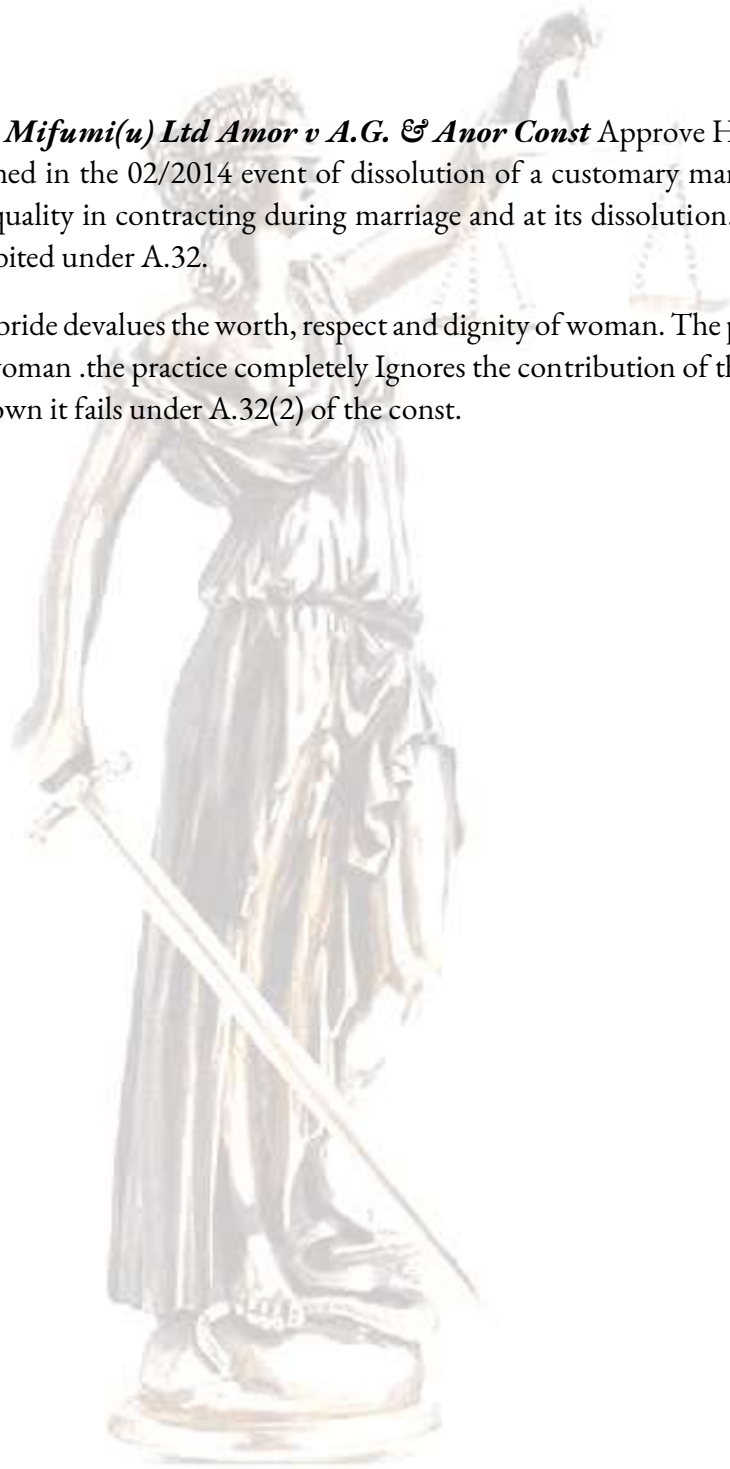 Mifumi(u) Ltd Amor v A.G. & Anor Const Approve H
ned in the 02/2014 event of dissolution of a customary mar
quality in contracting during marriage and at its dissolution.
bited under A.32.
bride devalues the worth, respect and dignity of woman. The p
woman .the practice completely Ignores the contribution of th
own it fails under A.32(2) of the const.